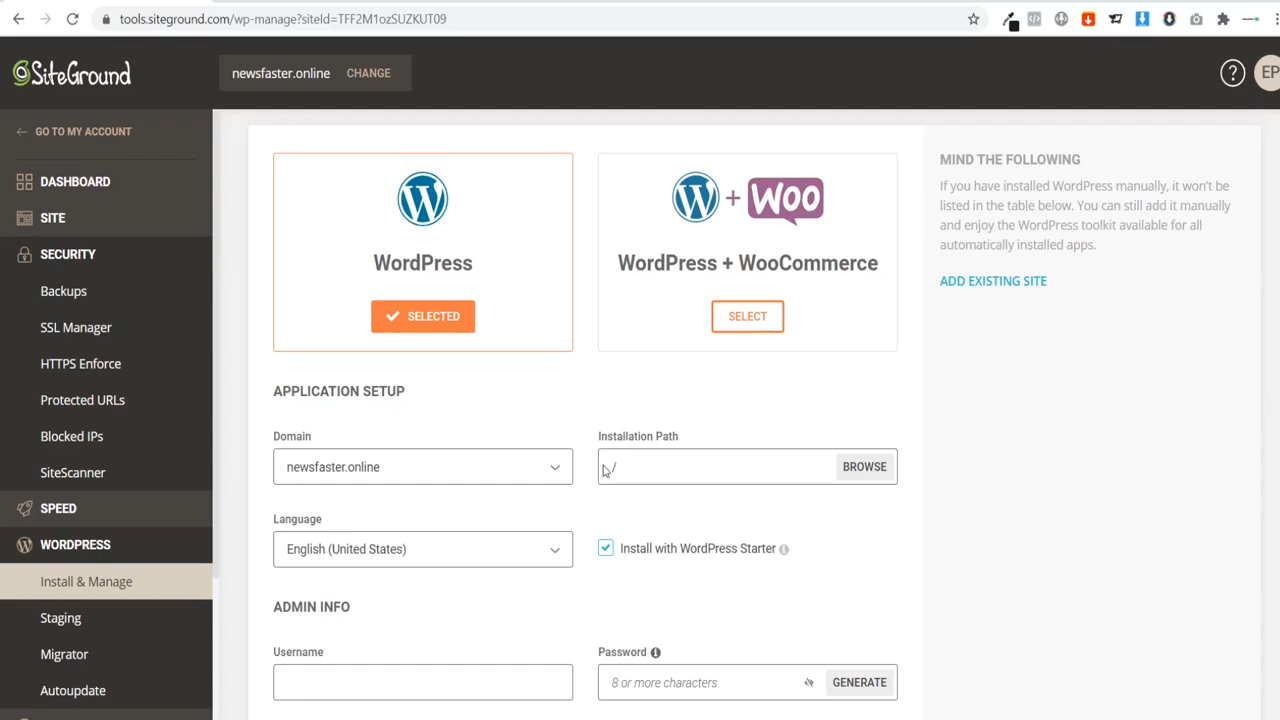 tools.siteground.com/wp-manage?siteId=TFF2M1ozSUZKUT09
SiteGround
newsfaster.online CHANGE
? EP
GO TO MY ACCOUNT
DASHBOARD
SITE
SECURITY
Backups
SSL Manager
HTTPS Enforce
Protected URLs
Blocked IPs
SiteScanner
SPEED
WORDPRESS
Install & Manage
Staging
Migrator
Autoupdate
WordPress
SELECTED
+ WOO
WordPress + WooCommerce
SELECT
APPLICATION SETUP
Domain
newsfaster.online
Installation Path
/
BROWSE
Language
English (United States)
Install with WordPress Starter
ADMIN INFO
Username
Password
8 or more characters
GENERATE
MIND THE FOLLOWING
If you have installed WordPress manually, it won't be
listed in the table below. You can still add it manually
and enjoy the WordPress toolkit available for all
automatically installed apps.
ADD EXISTING SITE